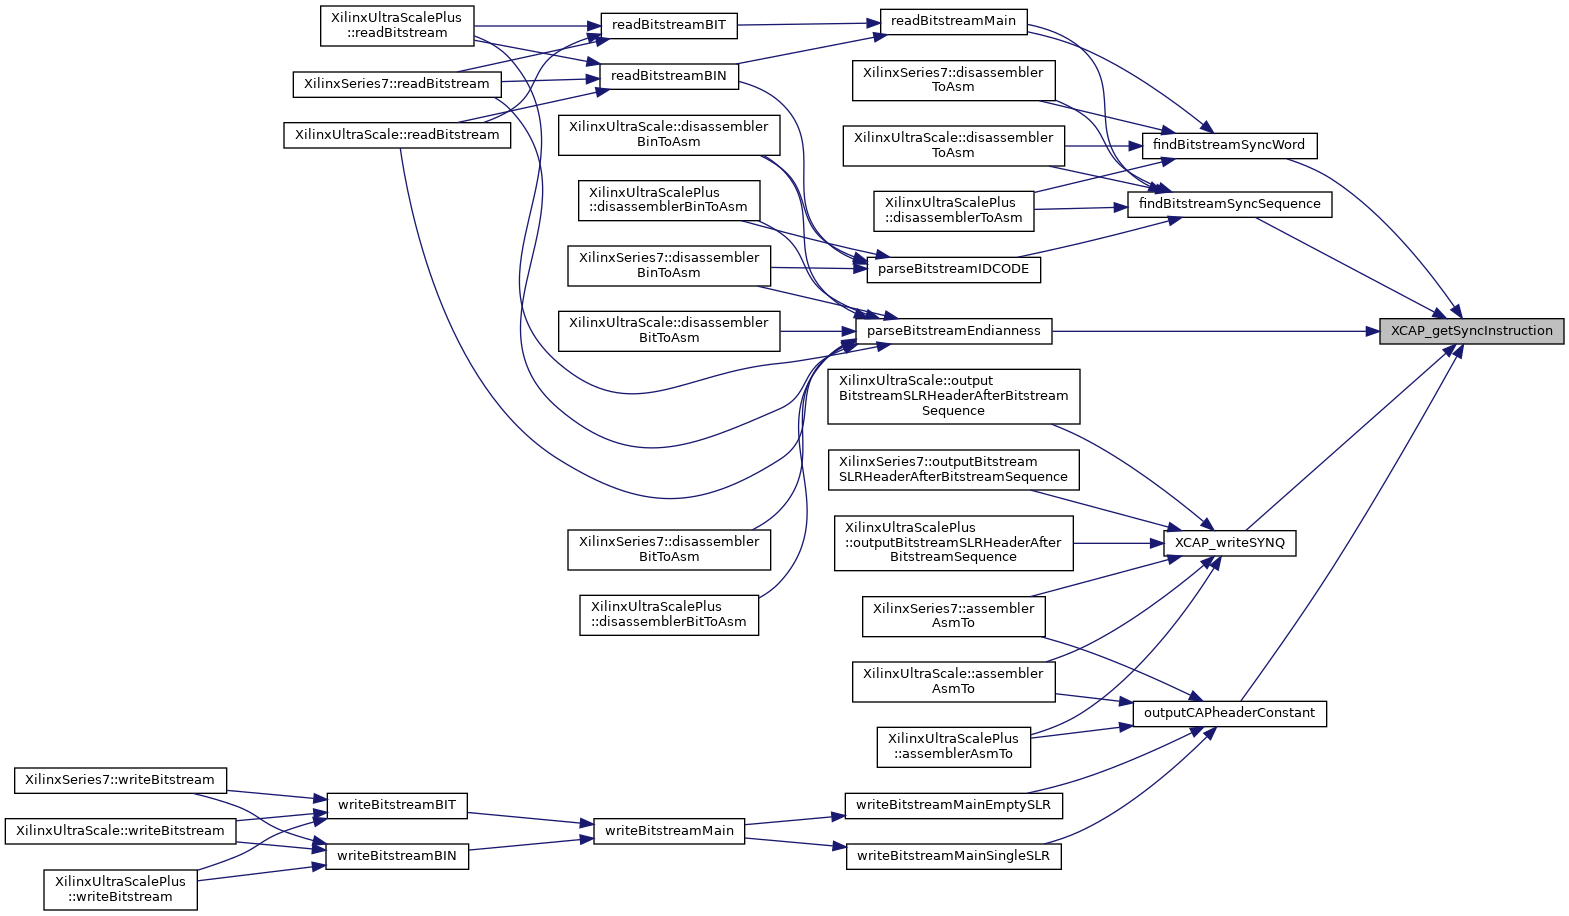 XilinxUltraScalePlus
::readBitstream
readBitstreamBIT
readBitstreamMain
XilinxSeries7::readBitstream
readBitstreamBIN
XilinxSeries7::disassembler
ToAsm
XilinxUltraScale::readBitstream
XilinxUltraScale::disassembler
BinToAsm
XilinxUltraScale::disassembler
ToAsm
findBitstreamSyncWord
XilinxUltraScalePlus
::disassemblerBinToAsm
XilinxUltraScalePlus
::disassemblerToAsm
findBitstreamSyncSequence
XilinxSeries7::disassembler
BinToAsm
parseBitstreamIDCODE
XilinxUltraScale::disassembler
BitToAsm
parseBitstreamEndianness
XCAP_getSyncInstruction
XilinxUltraScale::output
BitstreamSLRHeaderAfterBitstream
Sequence
XilinxSeries7::outputBitstream
SLRHeaderAfterBitstreamSequence
XilinxSeries7::disassembler
BitToAsm
XilinxUltraScalePlus
::outputBitstreamSLRHeaderAfter
BitstreamSequence
XCAP_writeSYNQ
XilinxUltraScalePlus
::disassemblerBitToAsm
XilinxSeries7::assembler
AsmTo
XilinxUltraScale::assembler
AsmTo
outputCAPheaderConstant
XilinxUltraScalePlus
::assemblerAsmTo
XilinxSeries7::writeBitstream
writeBitstreamBIT
writeBitstreamMainEmptySLR
XilinxUltraScale::writeBitstream
writeBitstreamMain
writeBitstreamBIN
writeBitstreamMainSingleSLR
XilinxUltraScalePlus
::writeBitstream